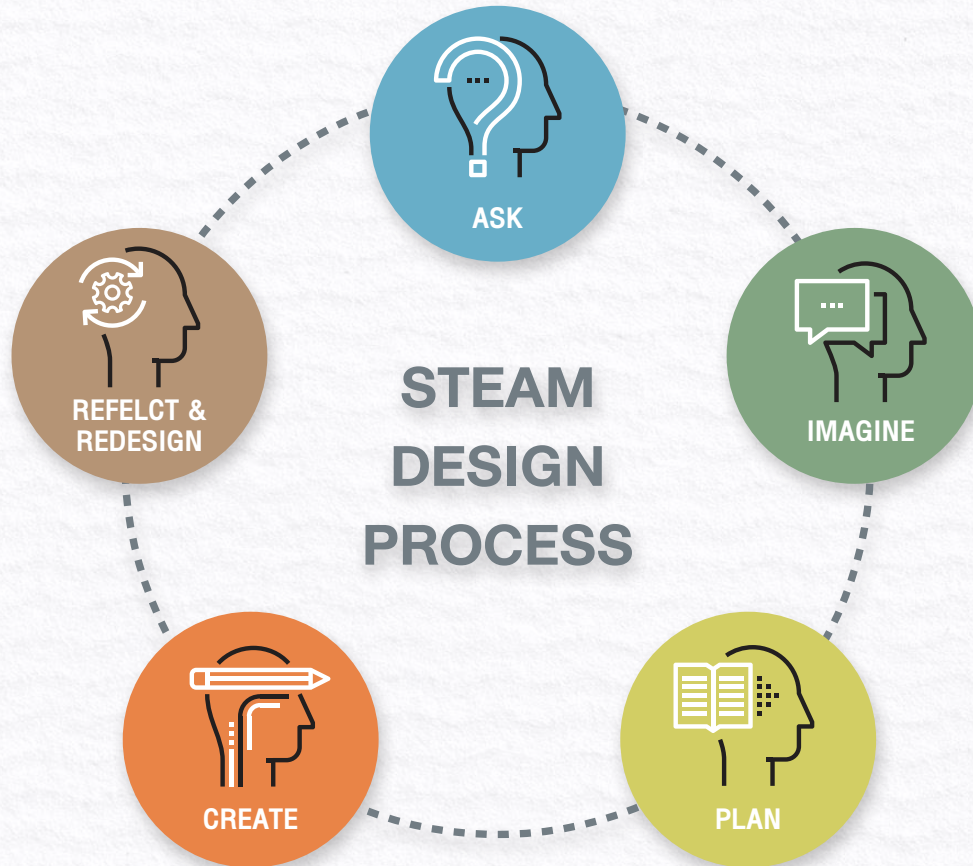 ASK
IMAGINE
PLAN
CREATE
REFELCT &
REDESIGN
STEAM
DESIGN
PROCESS